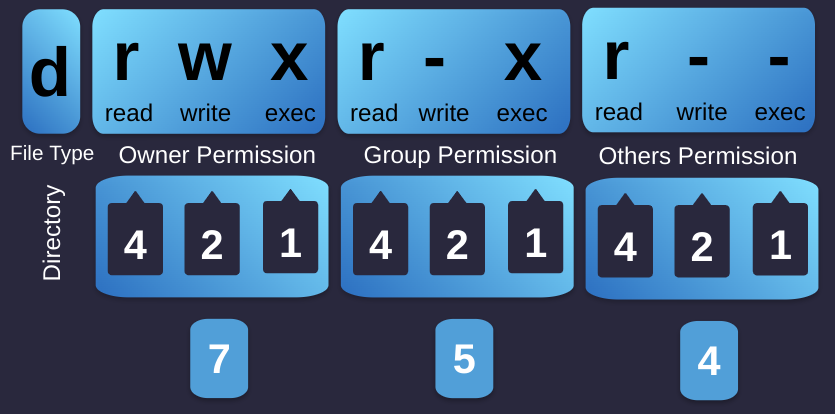 d r w x r - x r - -
read write exec read write exec read write exec
File Type Owner Permission Group Permission Others Permission
Directory
4 2 1 4 2 1 4 2 1
7 5 4